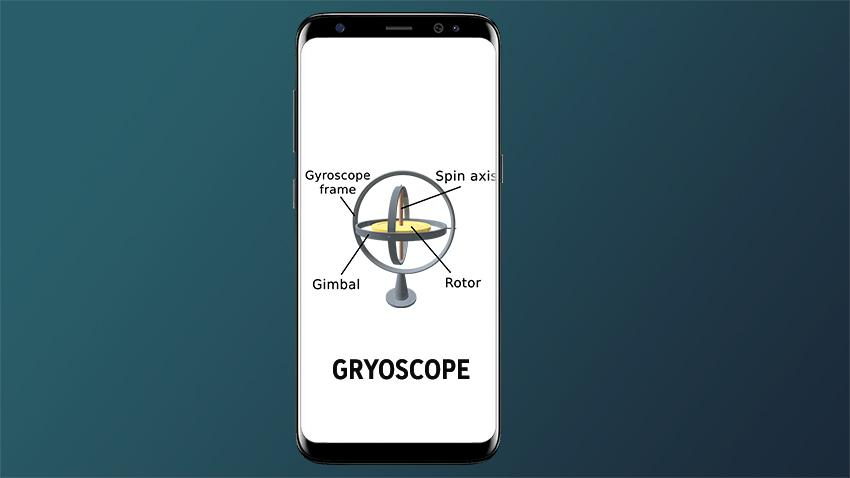 Gyroscope
frame
Spin axis
Gimbal
Rotor
GRYOSCOPE